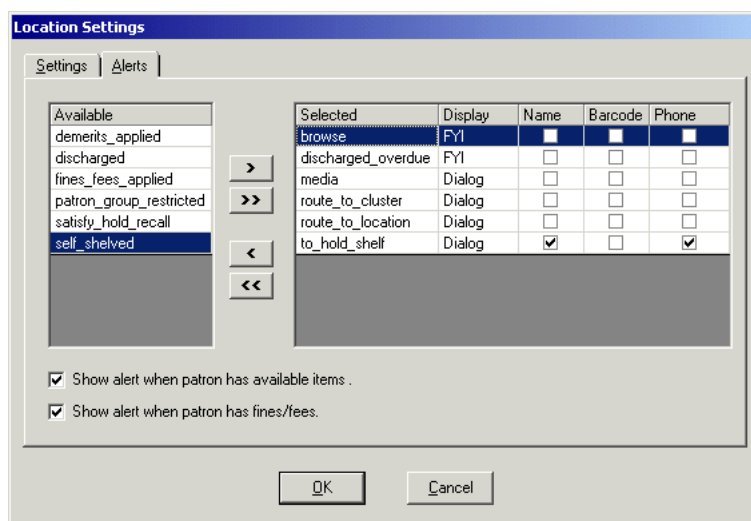 Location Settings
Settings Alerts
Available
demerits_applied
discharged
fines_fees_applied
patron_group_restricted
satisfy_hold_recall
self_shelved
>
>>
<
<<
Selected Display Name Barcode Phone
browse FYI
discharged_overdue FYI
media Dialog
route_to_cluster Dialog
route_to_location Dialog
to_hold_shelf Dialog
Show alert when patron has available items .
Show alert when patron has fines/fees.
OK Cancel